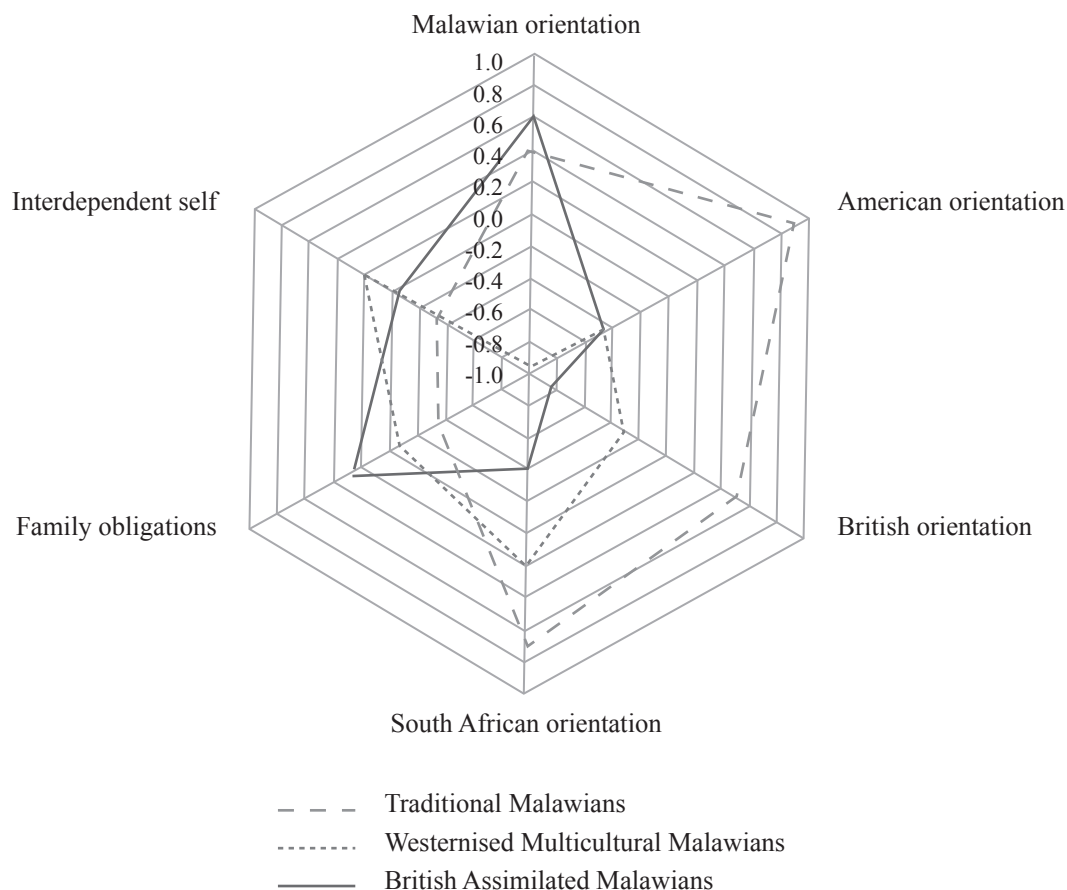 Malawian orientation
1.0
0.8
0.6
0.4
0.2
0.0
-0.2
-0.4
-0.6
-0.8
-1.0
Interdependent self
American orientation
Family obligations
British orientation
South African orientation
Traditional Malawians
Westernised Multicultural Malawians
British Assimilated Malawians